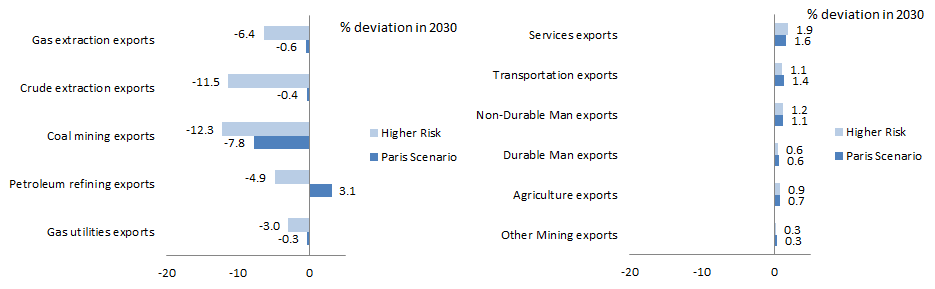 % deviation in 2030
Gas extraction exports
-6.4
-0.6
Crude extraction exports
-11.5
-0.4
Coal mining exports
-12.3
-7.8
Petroleum refining exports
-4.9
3.1
Gas utilities exports
-3.0
-0.3
Higher Risk
Paris Scenario
-20 -10 0
% deviation in 2030
Services exports
1.9
1.6
Transportation exports
1.1
1.4
Non-Durable Man exports
1.2
1.1
Durable Man exports
0.6
0.6
Agriculture exports
0.9
0.7
Other Mining exports
0.3
0.3
Higher Risk
Paris Scenario
-20 -10 0